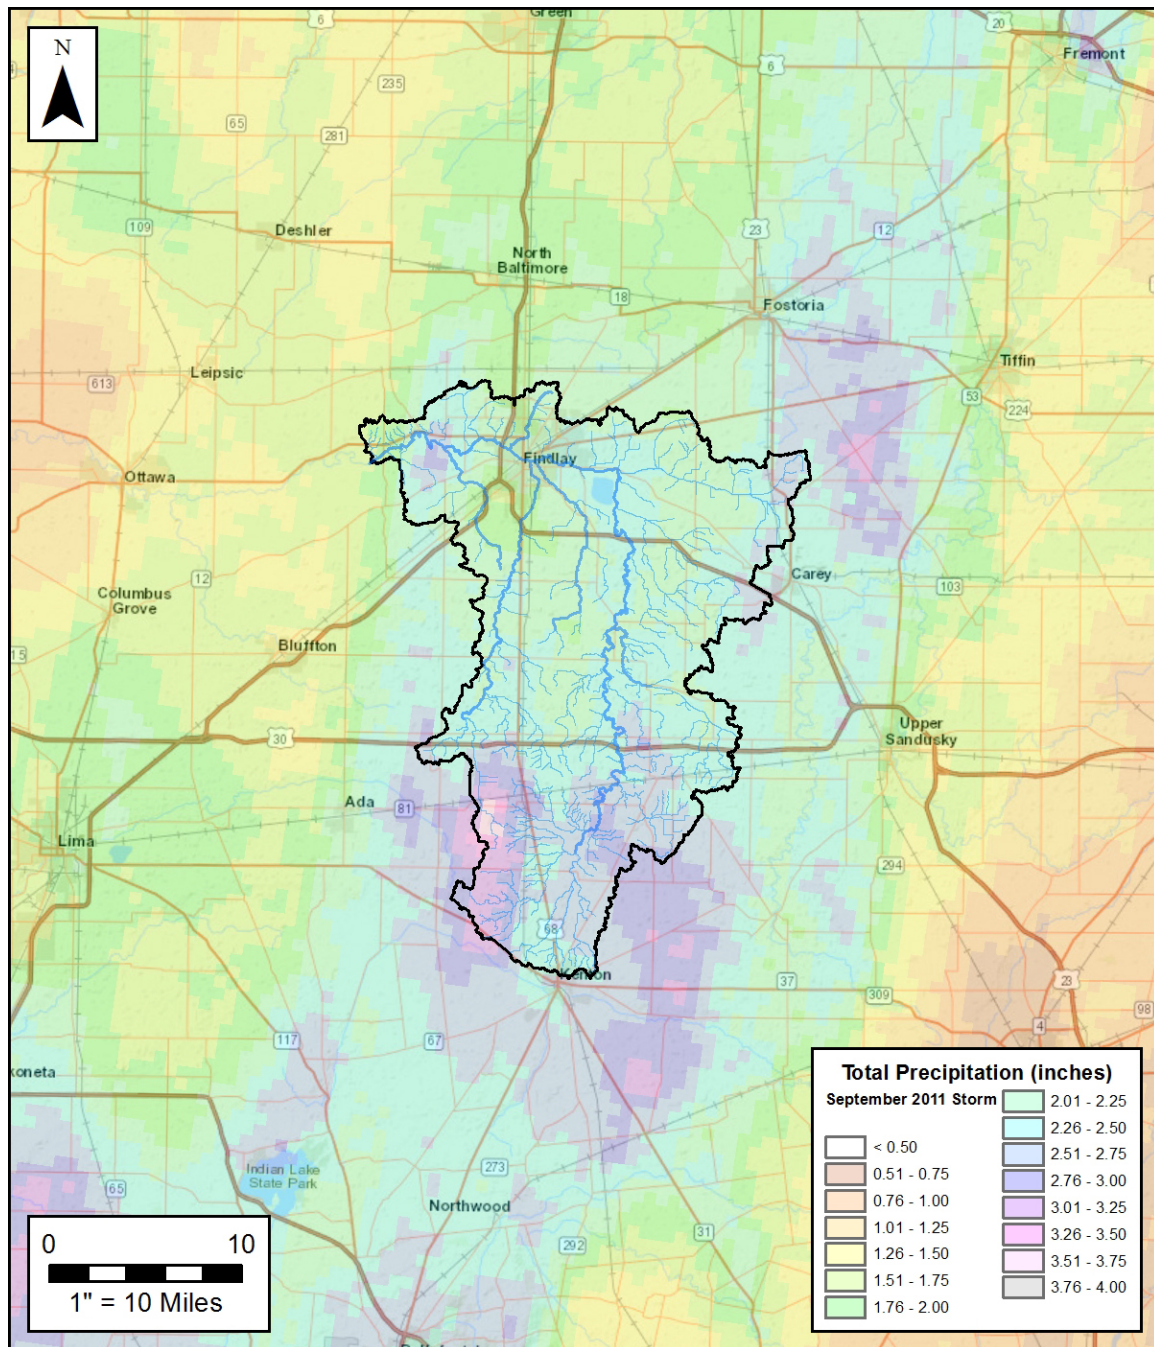 Green
6
20
Fremont
N
6
235
65
281
109
Deshler
23
12
North
Baltimore
18
Fostoria
Tiffin
Leipsic
613
53
224
Findlay
Ottawa
Carey
12
103
Columbus
Grove
Bluffton
15
Upper
Sandusky
30
Ada
81
Lima
294
68
Kenton
37
309
23
98
4
117
67
koneta
Indian Lake
State Park
273
65
Northwood
31
292
0 10
1" = 10 Miles
Total Precipitation (inches)
September 2011 Storm
< 0.50
0.51 - 0.75
0.76 - 1.00
1.01 - 1.25
1.26 - 1.50
1.51 - 1.75
1.76 - 2.00
2.01 - 2.25
2.26 - 2.50
2.51 - 2.75
2.76 - 3.00
3.01 - 3.25
3.26 - 3.50
3.51 - 3.75
3.76 - 4.00